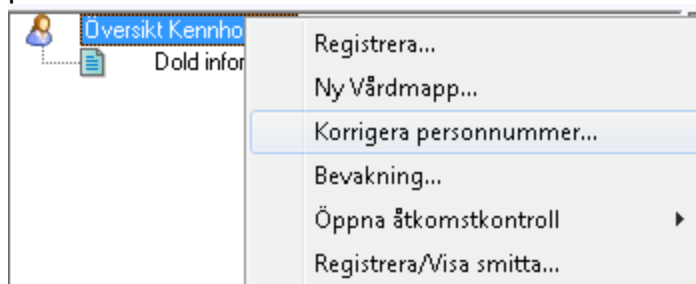 Översikt Kennho
Dold infor
Registrera...
Ny Vårdmapp...
Korrigera personnummer...
Bevakning...
Öppna åtkomstkontroll
Registrera/Visa smitta...